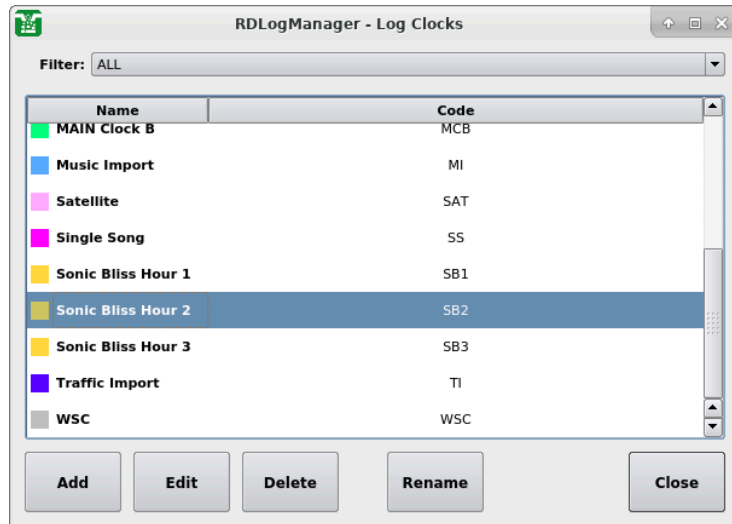 RDLogManager - Log Clocks
Filter: ALL
Name Code
MAIN Clock B MCB
Music Import MI
Satellite SAT
Single Song SS
Sonic Bliss Hour 1 SB1
Sonic Bliss Hour 2 SB2
Sonic Bliss Hour 3 SB3
Traffic Import TI
WSC WSC
Add Edit Delete Rename Close